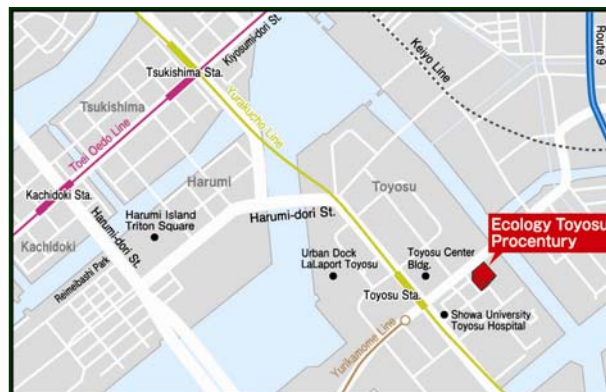 Route 9
Kiyosumi-dori St.
Keiyo Line
Tsukishima Sta.
Tsukishima
Yurakucho Line
Toei Oedo Line
Harumi
Toyosu
Kachidoki Sta.
Harumi Island
Triton Square
Harumi-dori St.
Harumi-dori St.
Ecology Toyosu
Procentury
Kachidoki
Reimeibashi Park
Urban Dock
LaLaport Toyosu
Toyosu Center
Bldg.
Toyosu Sta.
Showa University
Toyosu Hospital
Yurikamome Line